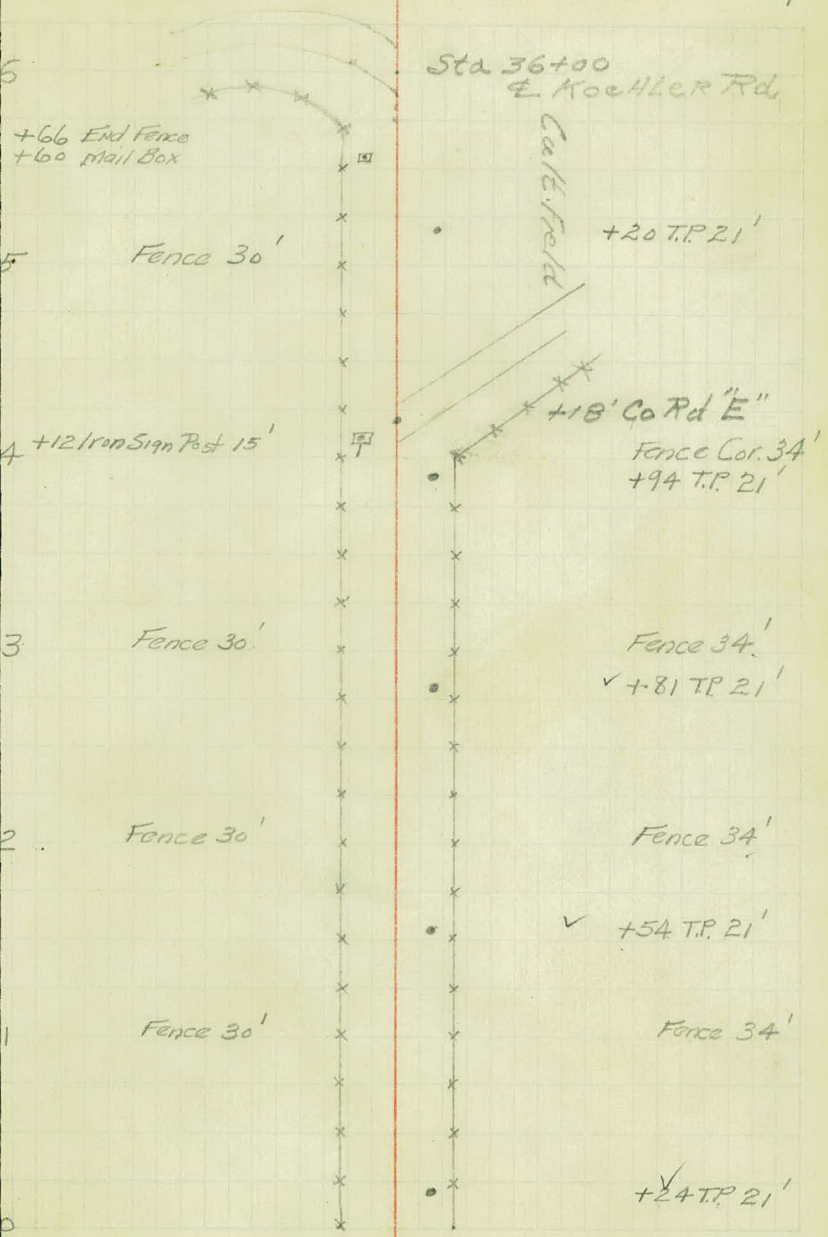 Sta 36+00
6
℄ Koehler Rd.
Cult. Field
+66 End Fence
+60 Mail Box
+20 T.P. 21'
5 Fence 30'
+18' Co Rd "E"
4 +12 Iron Sign Post 15'
Fence Cor. 34'
+94 T.P. 21'
3 Fence 30' Fence 34'
✓ +81 T.P. 21'
2 Fence 30' Fence 34'
✓ +54 T.P. 21'
1 Fence 30' Fence 34'
✓ +24 T.P. 21'
0